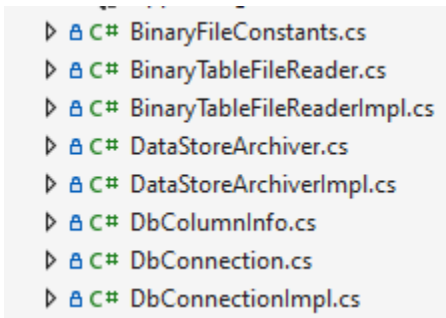 C# BinaryFileConstants.cs
C# BinaryTableFileReader.cs
C# BinaryTableFileReaderImpl.cs
C# DataStoreArchiver.cs
C# DataStoreArchiverImpl.cs
C# DbColumnInfo.cs
C# DbConnection.cs
C# DbConnectionImpl.cs